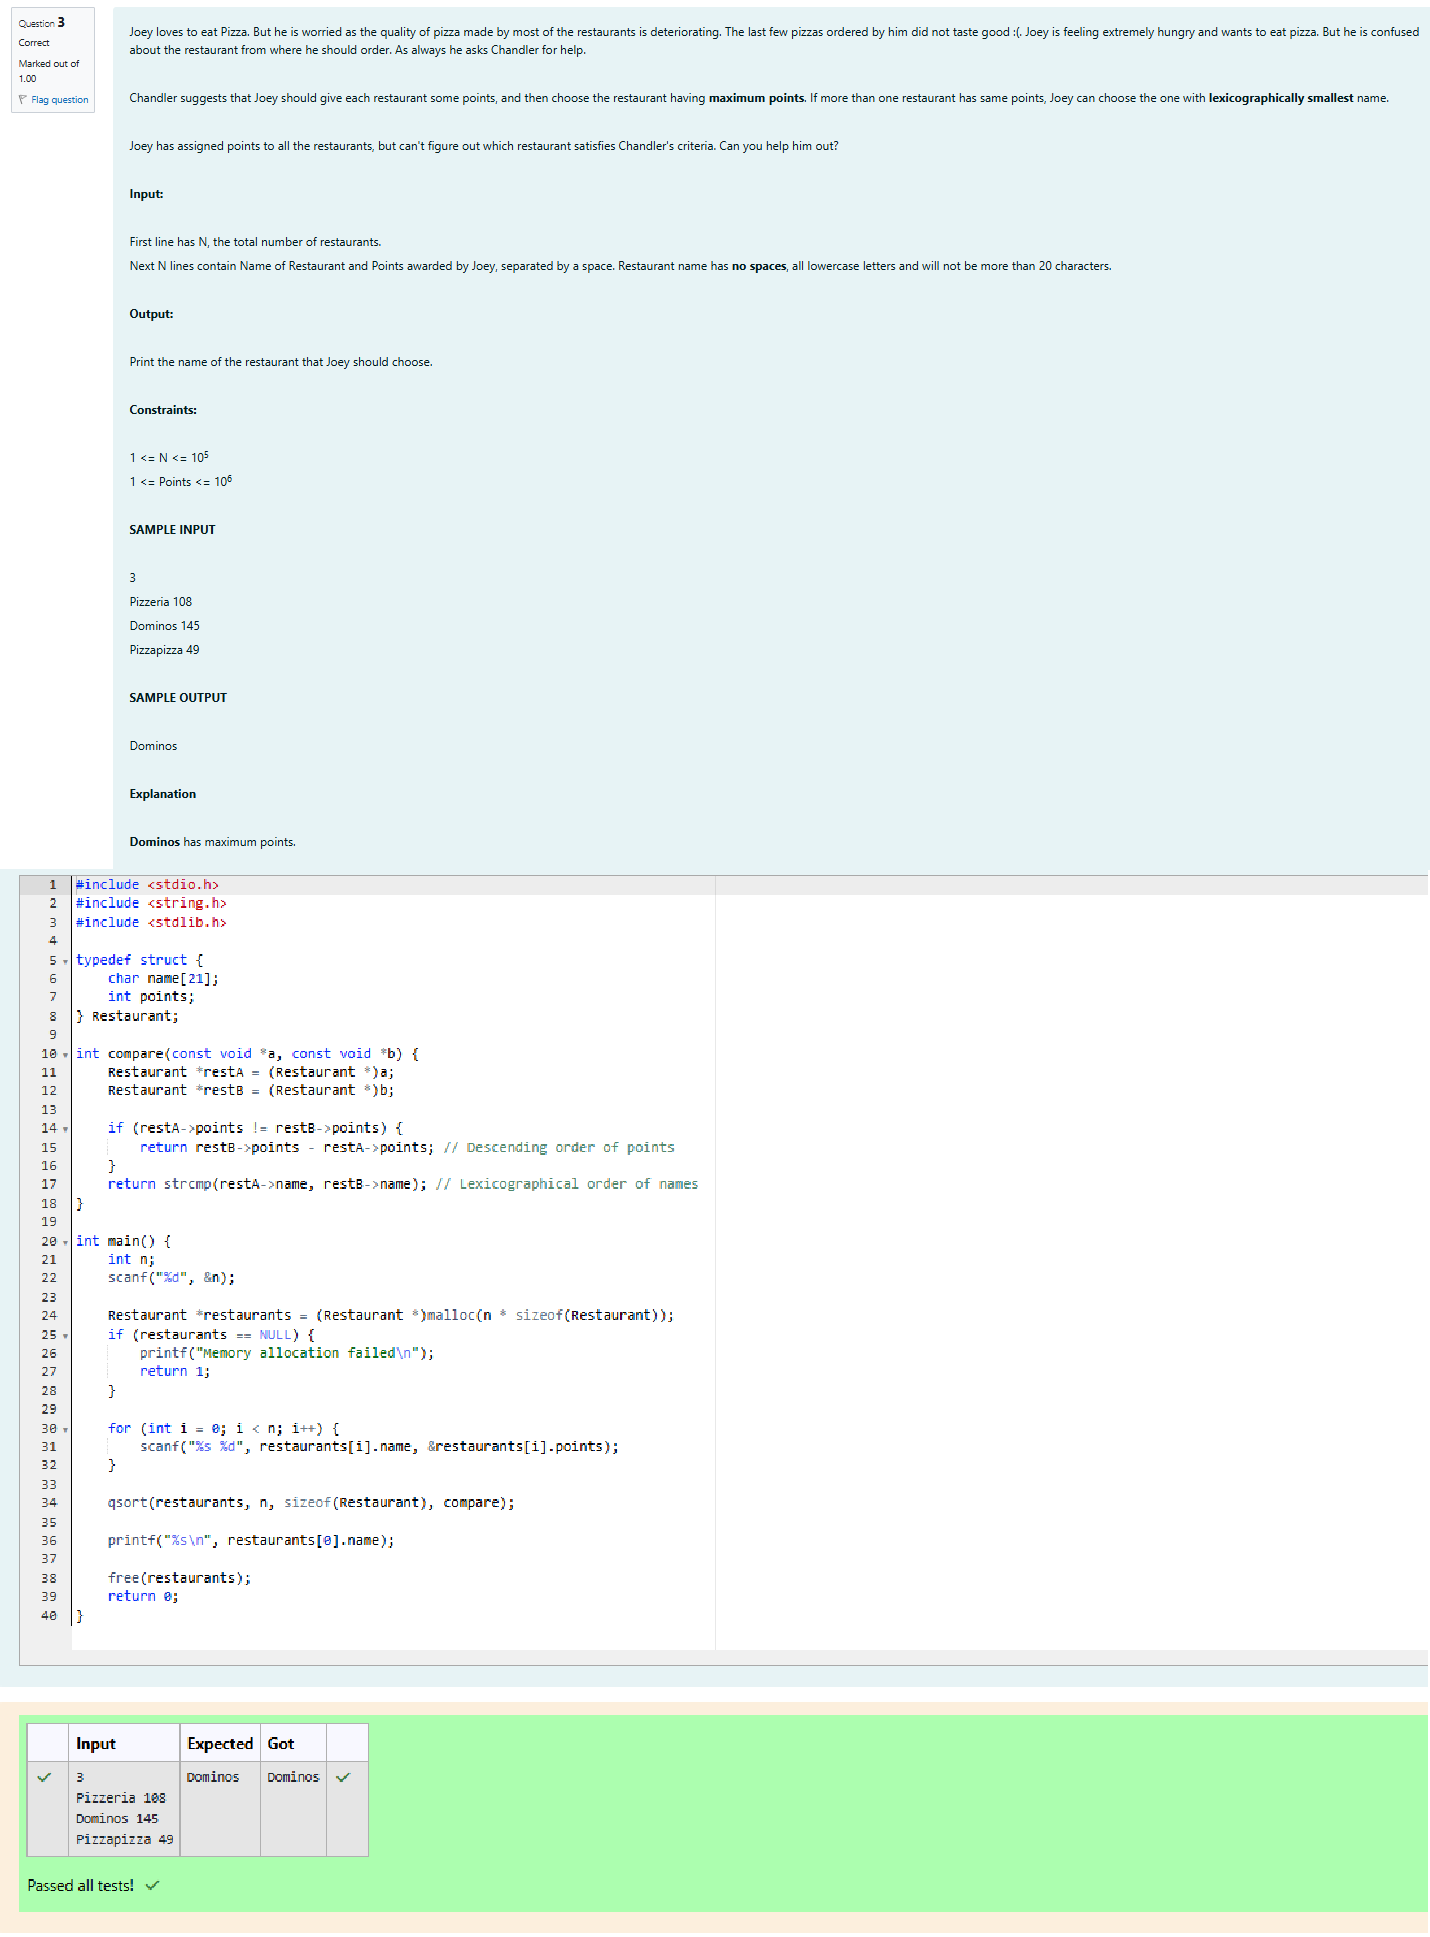 Question 3
Correct
Marked out of
1.00
Flag question
Joey loves to eat Pizza. But he is worried as the quality of pizza made by most of the restaurants is deteriorating. The last few pizzas ordered by him did not taste good :(. Joey is feeling extremely hungry and wants to eat pizza. But he is confused
about the restaurant from where he should order. As always he asks Chandler for help.
Chandler suggests that Joey should give each restaurant some points, and then choose the restaurant having maximum points. If more than one restaurant has same points, Joey can choose the one with lexicographically smallest name.
Joey has assigned points to all the restaurants, but can't figure out which restaurant satisfies Chandler's criteria. Can you help him out?
Input:
First line has N, the total number of restaurants.
Next N lines contain Name of Restaurant and Points awarded by Joey, separated by a space. Restaurant name has no spaces, all lowercase letters and will not be more than 20 characters.
Output:
Print the name of the restaurant that Joey should choose.
Constraints:
1 <= N <= 10⁵
1 <= Points <= 10⁶
SAMPLE INPUT
3
Pizzeria 108
Dominos 145
Pizzapizza 49
SAMPLE OUTPUT
Dominos
Explanation
Dominos has maximum points.
1 #include <stdio.h>
2 #include <string.h>
3 #include <stdlib.h>
4
5 typedef struct {
6     char name[21];
7     int points;
8 } Restaurant;
9
10 int compare(const void *a, const void *b) {
11     Restaurant *restA = (Restaurant *)a;
12     Restaurant *restB = (Restaurant *)b;
13
14     if (restA->points != restB->points) {
15         return restB->points - restA->points; // Descending order of points
16     }
17     return strcmp(restA->name, restB->name); // Lexicographical order of names
18 }
19
20 int main() {
21     int n;
22     scanf("%d", &n);
23
24     Restaurant *restaurants = (Restaurant *)malloc(n * sizeof(Restaurant));
25     if (restaurants == NULL) {
26         printf("Memory allocation failed\n");
27         return 1;
28     }
29
30     for (int i = 0; i < n; i++) {
31         scanf("%s %d", restaurants[i].name, &restaurants[i].points);
32     }
33
34     qsort(restaurants, n, sizeof(Restaurant), compare);
35
36     printf("%s\n", restaurants[0].name);
37
38     free(restaurants);
39     return 0;
40 }
Input Expected Got
3 Dominos Dominos
Pizzeria 108
Dominos 145
Pizzapizza 49
Passed all tests!